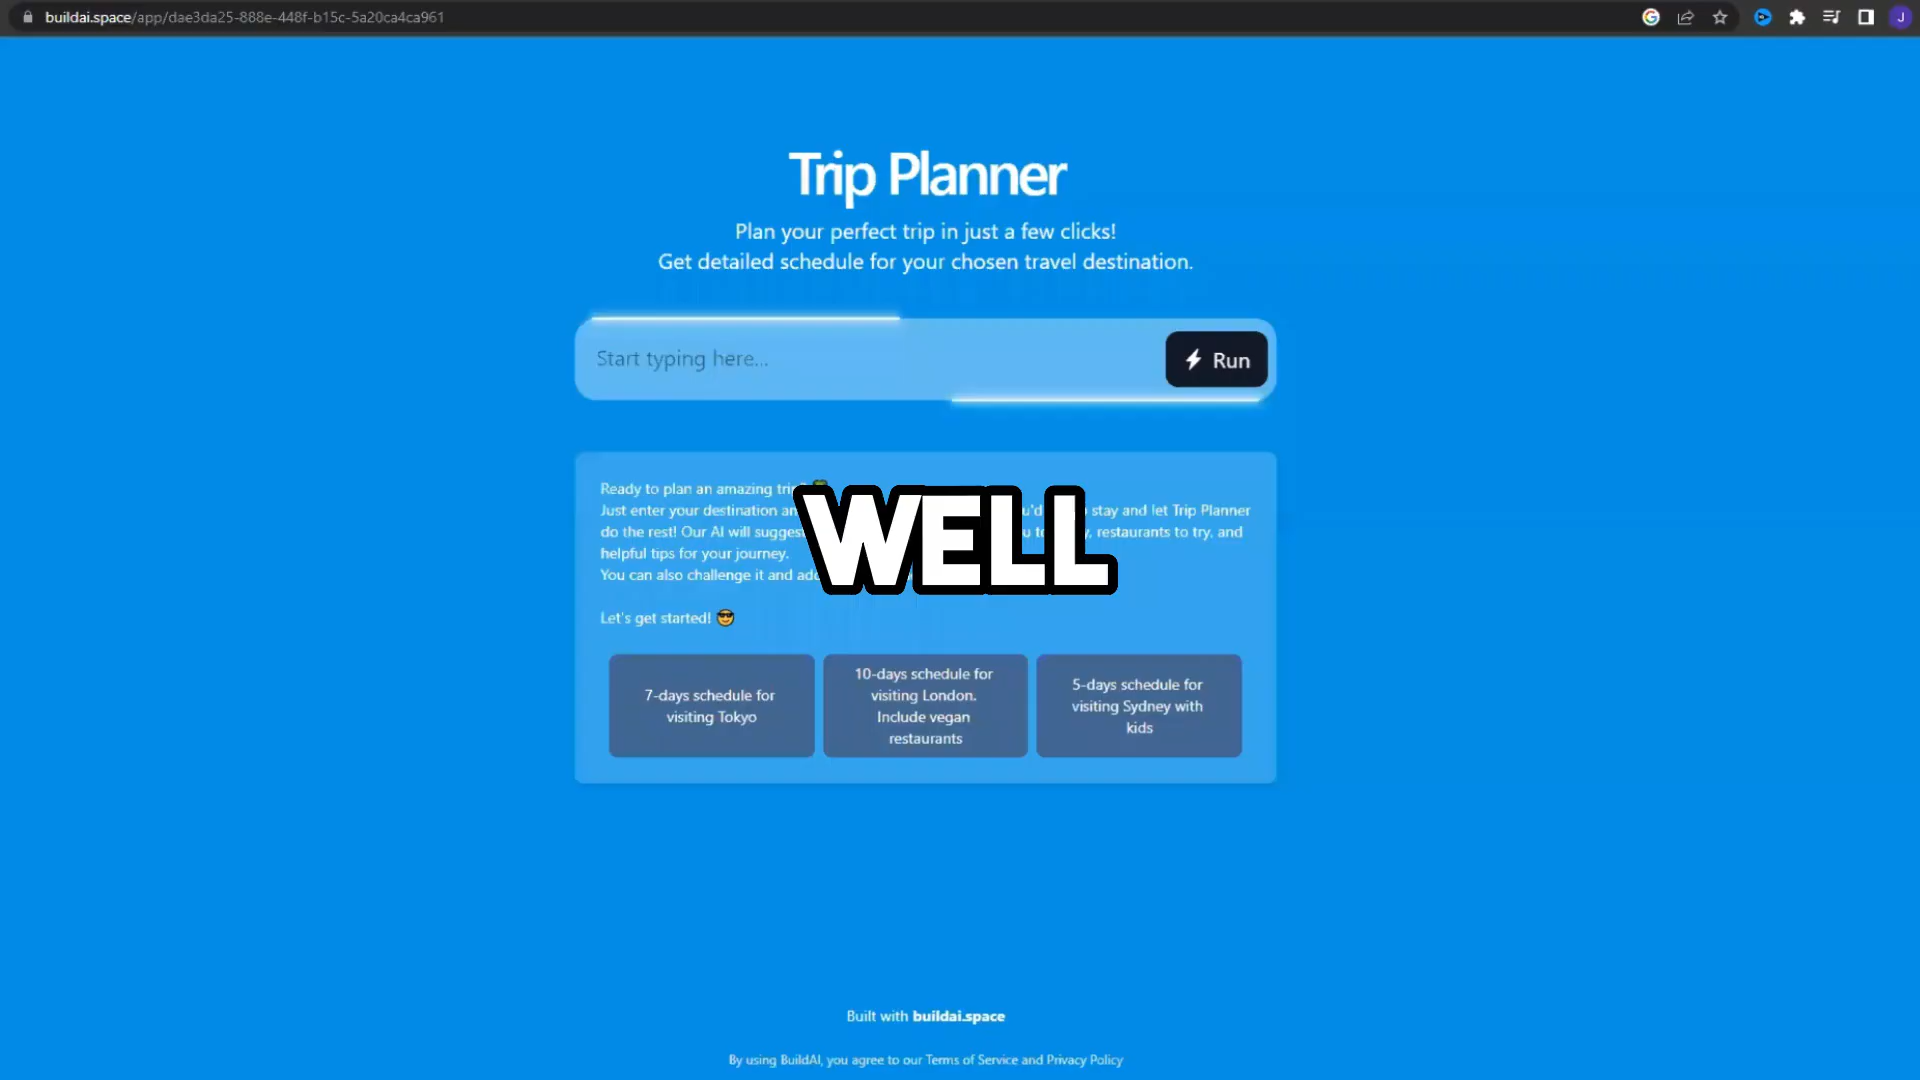 buildai.space/app/dae3da25-888e-448f-b15c-5a20ca4ca961
J
Trip Planner
Plan your perfect trip in just a few clicks!
Get detailed schedule for your chosen travel destination.
Start typing here...
Run
Ready to plan an amazing
Just enter your destination stay and let Trip Planner
do the rest! Our AI will restaurants to try, and
helpful tips for your journey.
You can also challenge it and
WELL
Let's get started! 😎
7-days schedule for
visiting Tokyo
10-days schedule for
visiting London.
Include vegan
restaurants
5-days schedule for
visiting Sydney with
kids
Built with buildai.space
By using BuildAI, you agree to our Terms of Service and Privacy Policy